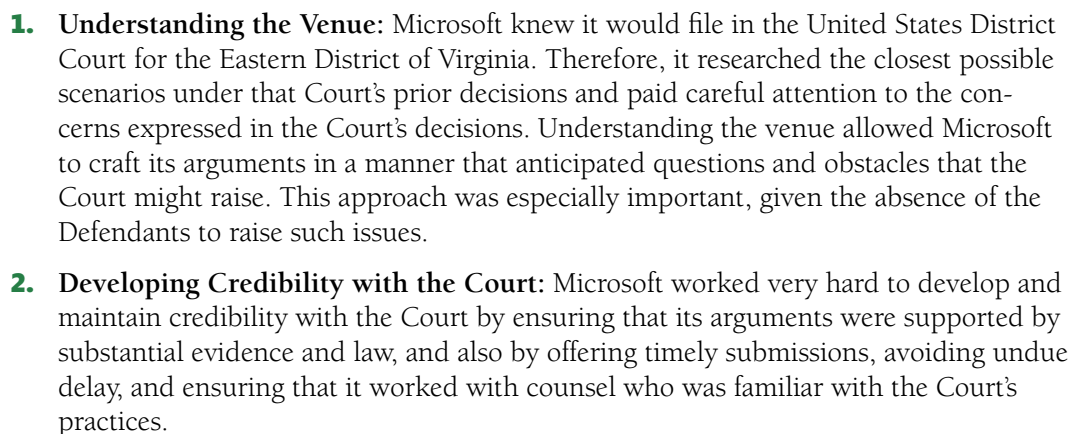 1. Understanding the Venue: Microsoft knew it would file in the United States District
Court for the Eastern District of Virginia. Therefore, it researched the closest possible
scenarios under that Court's prior decisions and paid careful attention to the con-
cerns expressed in the Court's decisions. Understanding the venue allowed Microsoft
to craft its arguments in a manner that anticipated questions and obstacles that the
Court might raise. This approach was especially important, given the absence of the
Defendants to raise such issues.
2. Developing Credibility with the Court: Microsoft worked very hard to develop and
maintain credibility with the Court by ensuring that its arguments were supported by
substantial evidence and law, and also by offering timely submissions, avoiding undue
delay, and ensuring that it worked with counsel who was familiar with the Court's
practices.